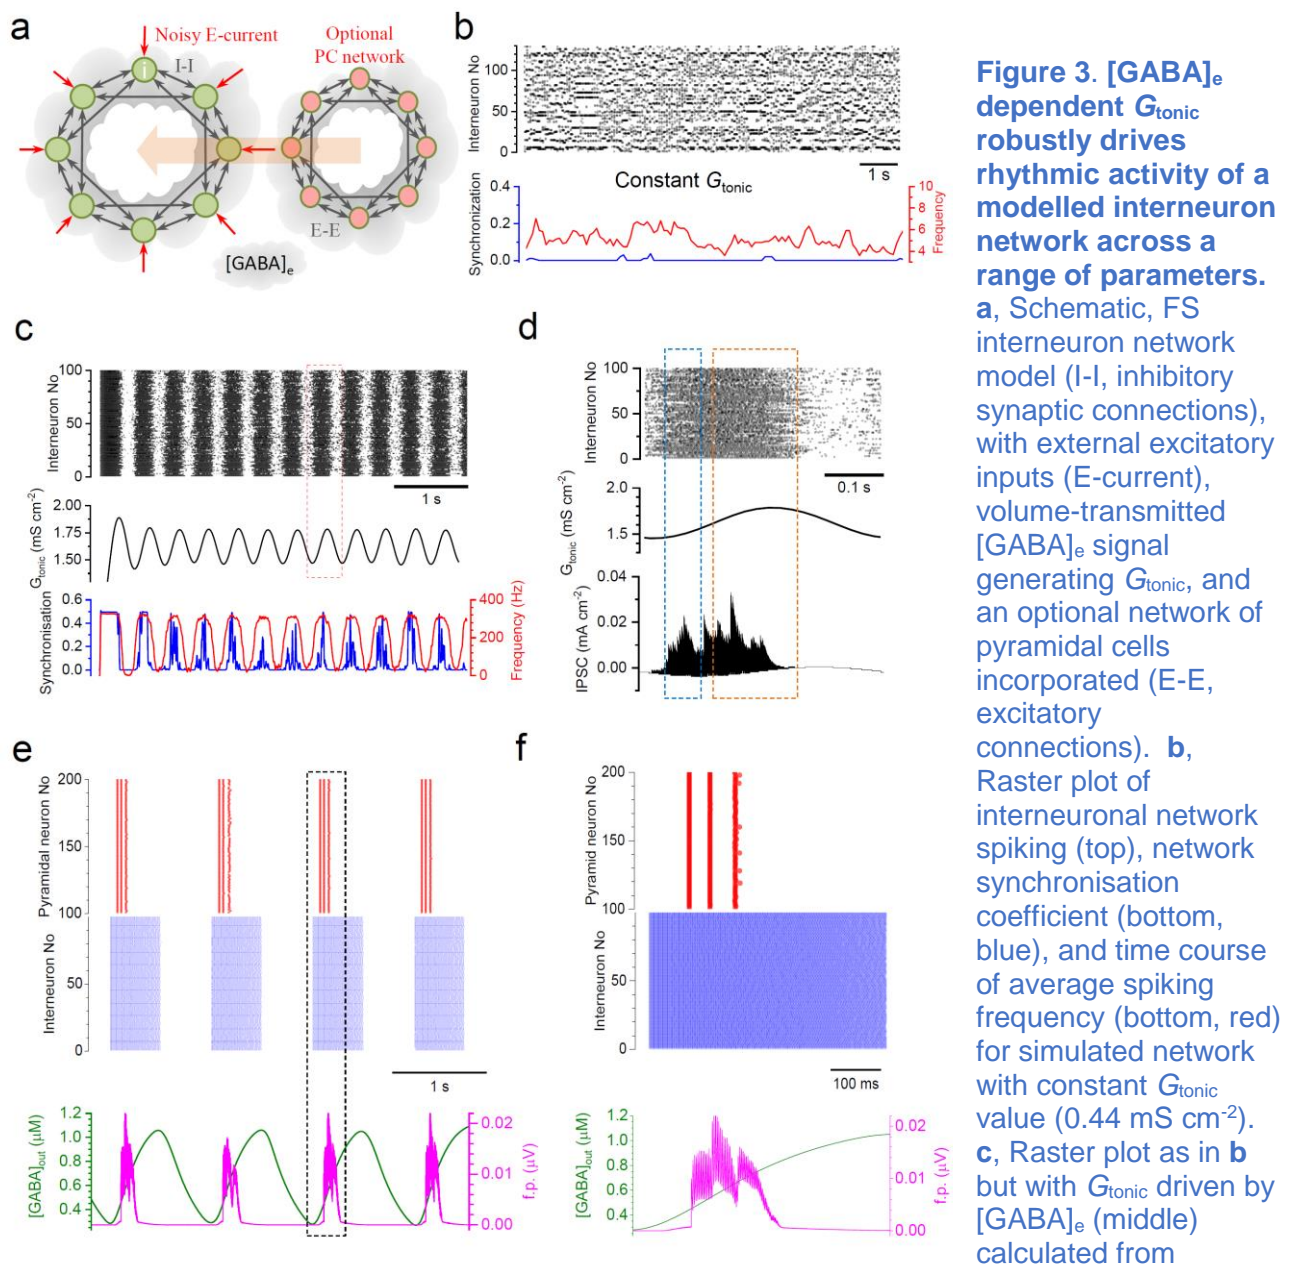 a
Noisy E-current
Optional
PC network
i
I-I
E-E
[GABA]e
b
Interneuron No
100
50
0
1 s
Constant Gtonic
Synchronization
0.4
0.2
0.0
10
8
6
4
Frequency
c
Interneuron No
100
50
0
1 s
Gtonic (mS cm-2)
2.00
1.75
1.50
Synchronisation
0.6
0.4
0.2
0.0
400
200
0
Frequency (Hz)
d
Interneuron No
100
50
0
0.1 s
Gtonic (mS cm-2)
2.0
1.5
IPSC (mA cm-2)
0.04
0.02
0.00
e
Pyramidal neuron No
200
150
100
Interneuron No
50
0
1 s
[GABA]out (μM)
1.2
1.0
0.8
0.6
0.4
0.02
0.01
0.00
f.p. (μV)
f
Pyramid neuron No
200
150
100
Interneuron No
50
0
100 ms
[GABA]out (μM)
1.2
1.0
0.8
0.6
0.4
0.02
0.01
0.00
f.p. (μV)
Figure 3. [GABA]e
dependent Gtonic
robustly drives
rhythmic activity of a
modelled interneuron
network across a
range of parameters.
a, Schematic, FS
interneuron network
model (I-I, inhibitory
synaptic connections),
with external excitatory
inputs (E-current),
volume-transmitted
[GABA]e signal
generating Gtonic, and
an optional network of
pyramidal cells
incorporated (E-E,
excitatory
connections). b,
Raster plot of
interneuronal network
spiking (top), network
synchronisation
coefficient (bottom,
blue), and time course
of average spiking
frequency (bottom, red)
for simulated network
with constant Gtonic
value (0.44 mS cm-2).
c, Raster plot as in b
but with Gtonic driven by
[GABA]e (middle)
calculated from